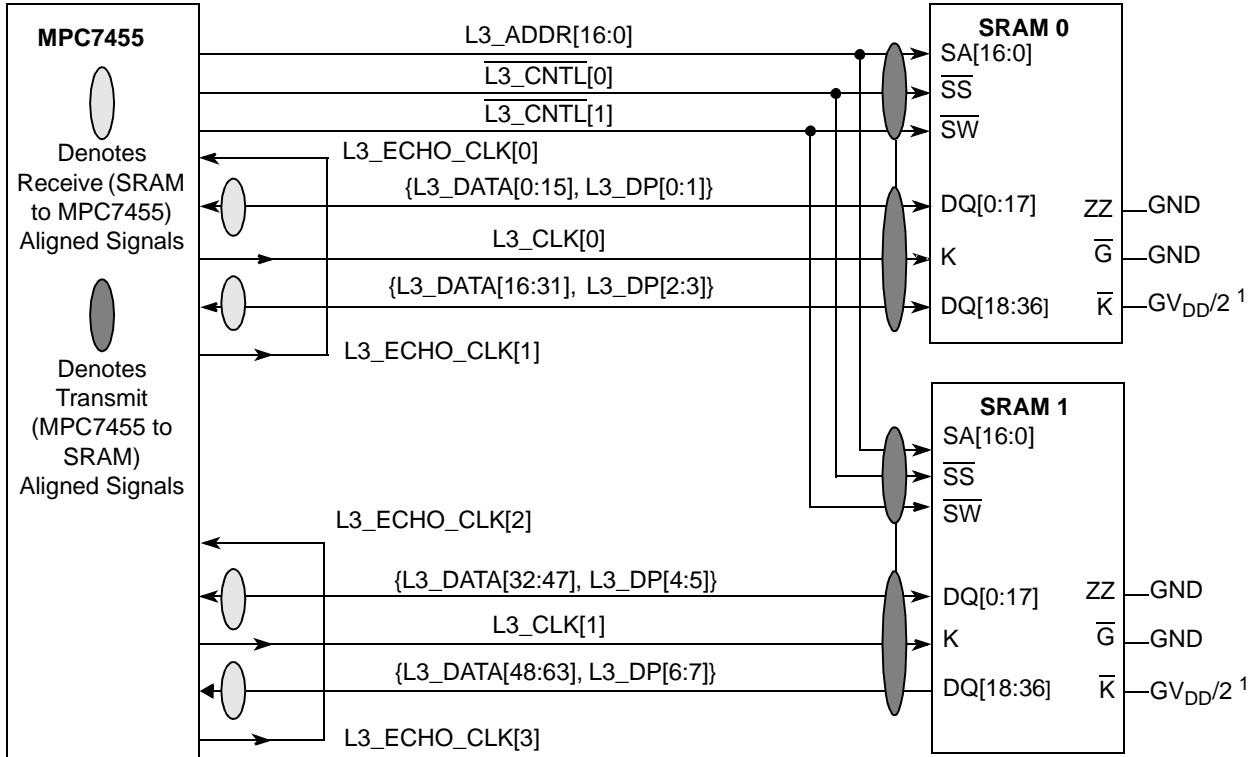 MPC7455
Denotes
Receive (SRAM
to MPC7455)
Aligned Signals
Denotes
Transmit
(MPC7455 to
SRAM)
Aligned Signals
L3_ADDR[16:0]
L3_CNTL[0]
L3_CNTL[1]
L3_ECHO_CLK[0]
{L3_DATA[0:15], L3_DP[0:1]}
L3_CLK[0]
{L3_DATA[16:31], L3_DP[2:3]}
L3_ECHO_CLK[1]
SRAM 0
SA[16:0]
SS
SW
DQ[0:17] ZZ GND
K G GND
DQ[18:36] K GVDD/2 1
L3_ECHO_CLK[2]
{L3_DATA[32:47], L3_DP[4:5]}
L3_CLK[1]
{L3_DATA[48:63], L3_DP[6:7]}
L3_ECHO_CLK[3]
SRAM 1
SA[16:0]
SS
SW
DQ[0:17] ZZ GND
K G GND
DQ[18:36] K GVDD/2 1